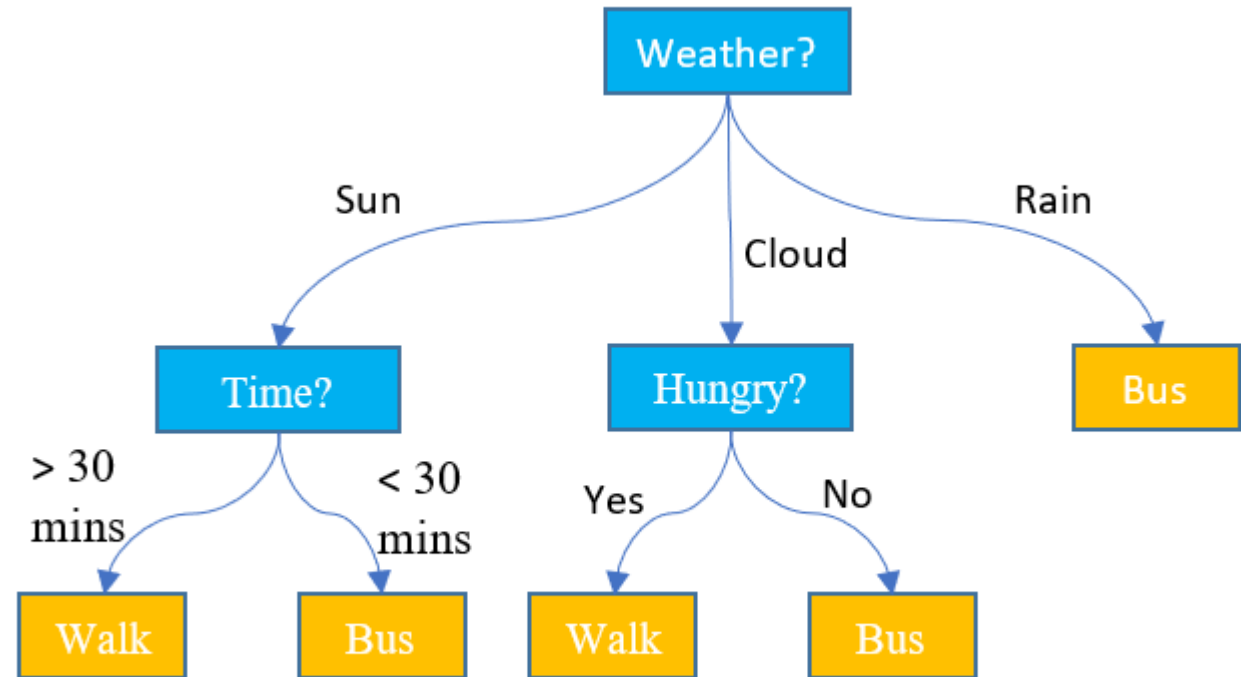 Weather?
Sun
Cloud
Rain
Time?
Hungry?
Bus
> 30
mins
< 30
mins
Yes
No
Walk
Bus
Walk
Bus